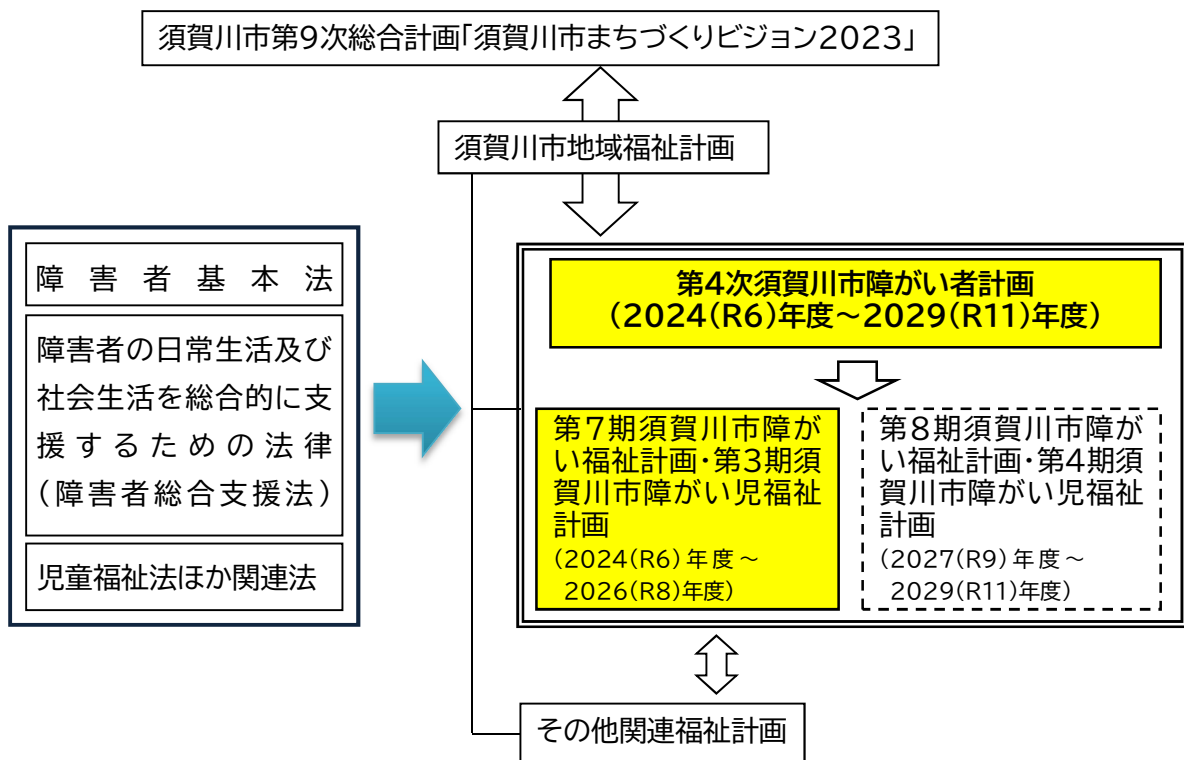 須賀川市第9次総合計画「須賀川市まちづくりビジョン2023」
須賀川市地域福祉計画
障害者基本法
障害者の日常生活及び
社会生活を総合的に支
援するための法律
(障害者総合支援法)
児童福祉法ほか関連法
第4次須賀川市障がい者計画
(2024(R6)年度～2029(R11)年度)
第7期須賀川市障が
い福祉計画・第3期須
賀川市障がい児福祉
計画
(2024(R6)年度～
2026(R8)年度)
第8期須賀川市障が
い福祉計画・第4期須
賀川市障がい児福祉
計画
(2027(R9)年度～
2029(R11)年度)
その他関連福祉計画